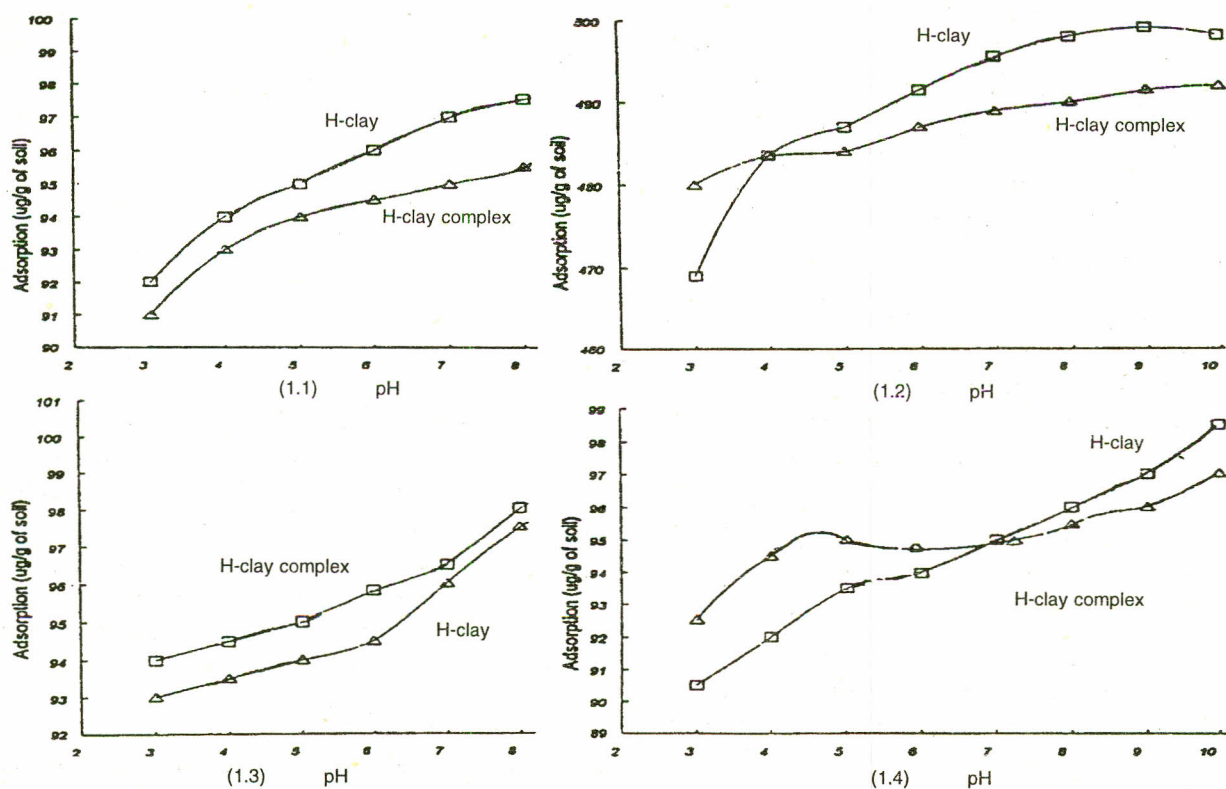 100
99
98
97
96
95
94
93
92
91
90
Adsorption (ug/g of soil)
H-clay
H-clay complex
2 3 4 5 6 7 8
(1.1) pH
500
490
480
470
460
Adsorption (ug/g of soil)
H-clay
H-clay complex
2 3 4 5 6 7 8 9 10
(1.2) pH
101
100
99
98
96
96
94
93
92
Adsorption (ug/g of soil)
H-clay complex
H-clay
2 3 4 5 6 7 8
(1.3) pH
99
98
97
96
95
94
93
92
91
90
89
Adsorption (ug/g of soil)
H-clay
H-clay complex
2 3 4 5 6 7 8 9 10
(1.4) pH